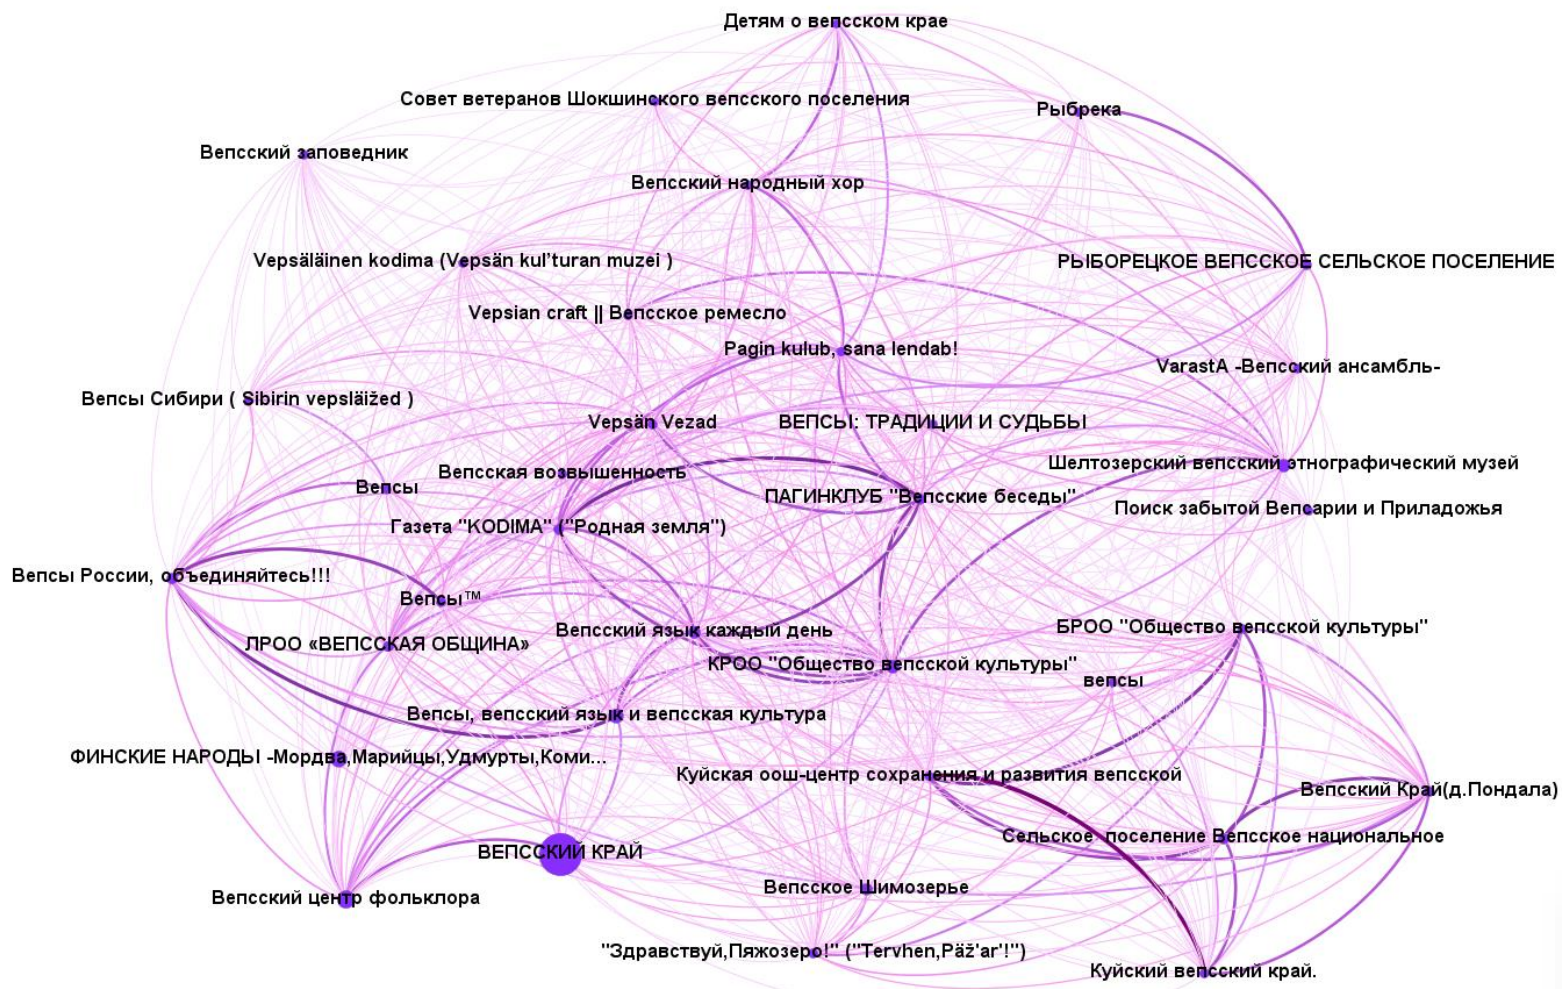 Детям о вепсском крае
Совет ветеранов Шокшинского вепсского поселения
Рыбрека
Вепсский заповедник
Вепсский народный хор
Vepsäläinen kodima (Vepsän kul'turan muzei )
РЫБОРЕЦКОЕ ВЕПССКОЕ СЕЛЬСКОЕ ПОСЕЛЕНИЕ
Vepsian craft || Вепсское ремесло
Pagin kulub, sana lendab!
VarastA -Вепсский ансамбль-
Вепсы Сибири ( Sibirin vepsläižed )
Vepsän Vezad
ВЕПСЫ: ТРАДИЦИИ И СУДЬБЫ
Шелтозерский вепсский этнографический музей
Вепсская возвышенность
Вепсы
ПАГИНКЛУБ "Вепсские беседы"
Поиск забытой Вепсарии и Приладожья
Газета "KODIMA" ("Родная земля")
Вепсы России, объединяйтесь!!!
Вепсы™
Вепсский язык каждый день
БРОО "Общество вепсской культуры"
ЛРОО «ВЕПССКАЯ ОБЩИНА»
КРОО "Общество вепсской культуры"
вепсы
Вепсы, вепсский язык и вепсская культура
ФИНСКИЕ НАРОДЫ -Мордва,Марийцы,Удмурты,Коми...
Куйская оош-центр сохранения и развития вепсской
Вепсский Край(д.Пондала)
Сельское поселение Вепсское национальное
ВЕПССКИЙ КРАЙ
Вепсское Шимозерье
Вепсский центр фольклора
"Здравствуй,Пяжозеро!" ("Tervhen,Päž'ar'!")
Куйский вепсский край.